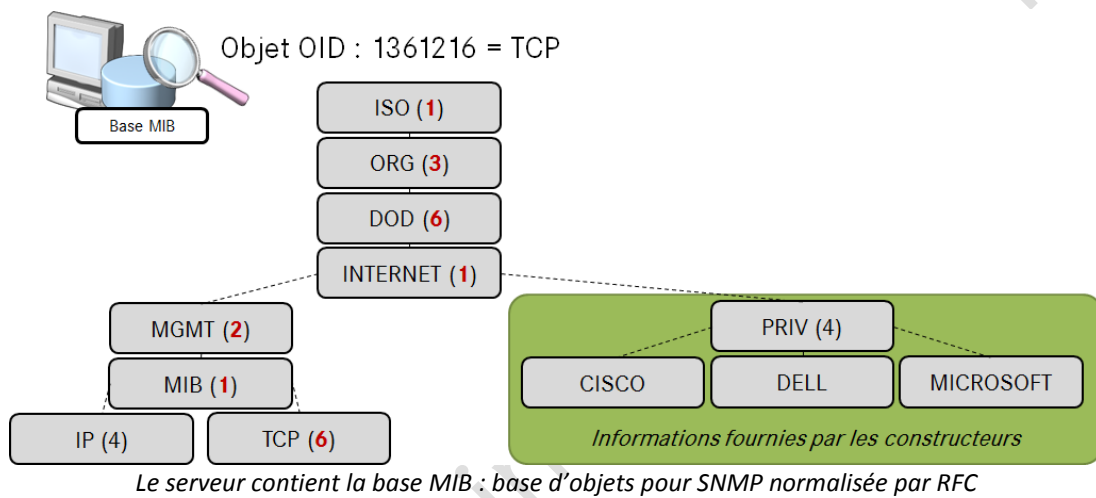 Objet OID : 1361216 = TCP
Base MIB
ISO (1)
ORG (3)
DOD (6)
INTERNET (1)
MGMT (2)
PRIV (4)
MIB (1)
CISCO
DELL
MICROSOFT
IP (4)
TCP (6)
Informations fournies par les constructeurs
Le serveur contient la base MIB : base d'objets pour SNMP normalisée par RFC